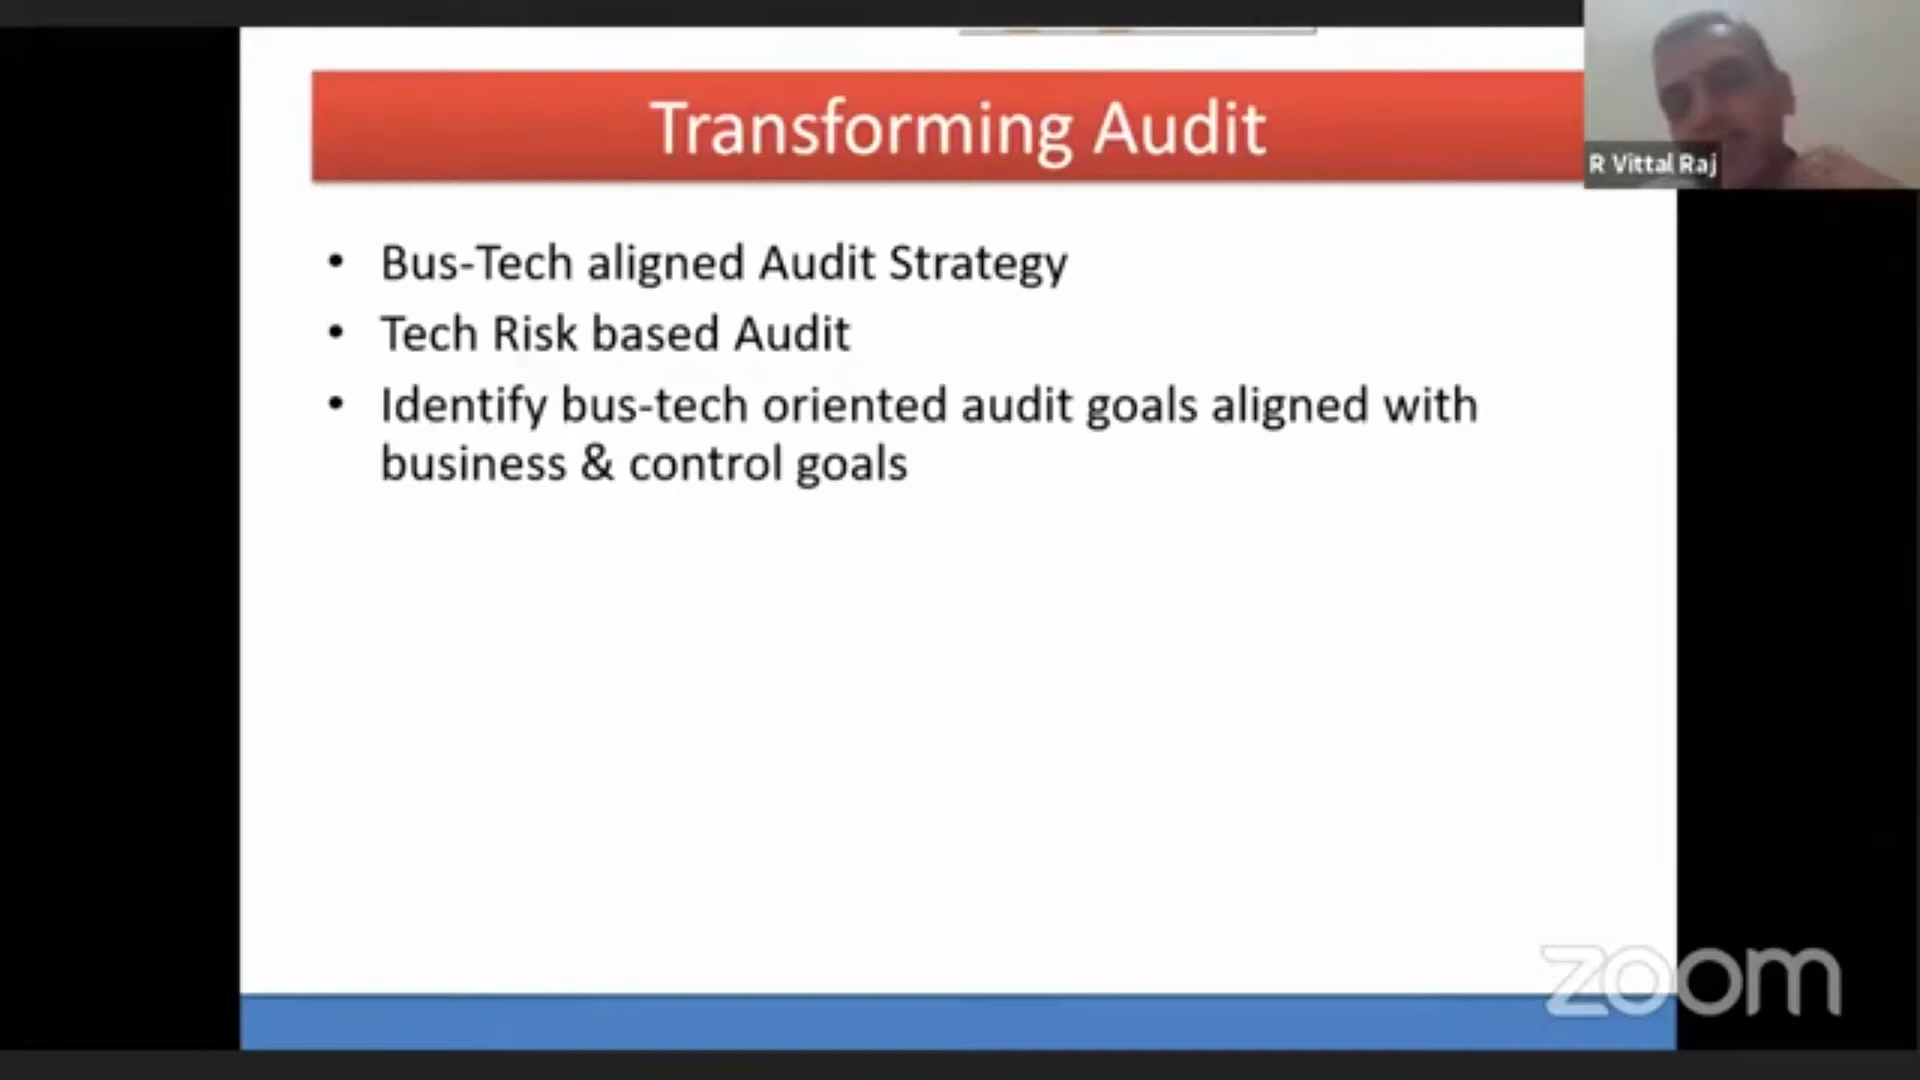 Transforming Audit
R Vittal Raj
• Bus-Tech aligned Audit Strategy
• Tech Risk based Audit
• Identify bus-tech oriented audit goals aligned with
business & control goals
zoom